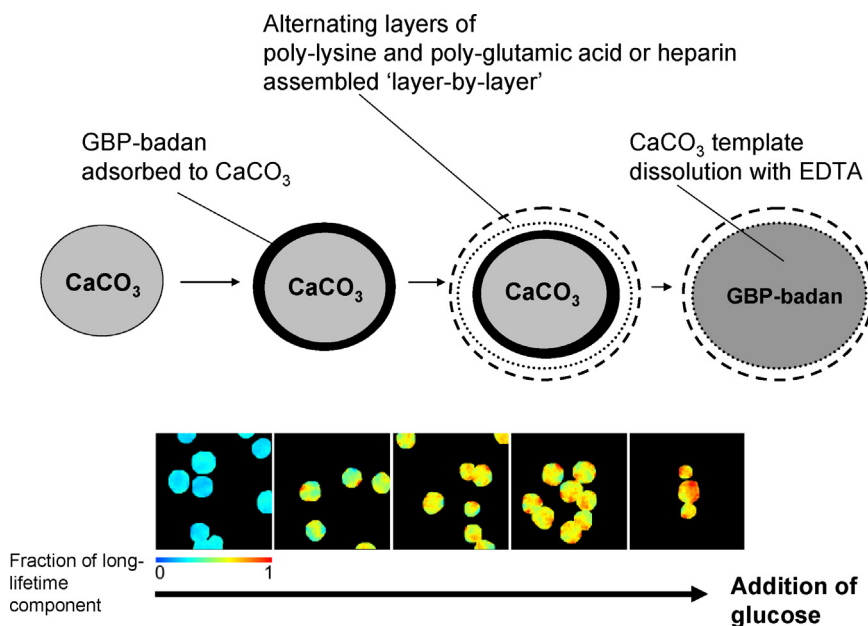 Alternating layers of
poly-lysine and poly-glutamic acid or heparin
assembled ‘layer-by-layer’
GBP-badan
adsorbed to CaCO₃
CaCO₃ template
dissolution with EDTA
CaCO₃
CaCO₃
CaCO₃
GBP-badan
Fraction of long-
lifetime
component
0
1
Addition of
glucose